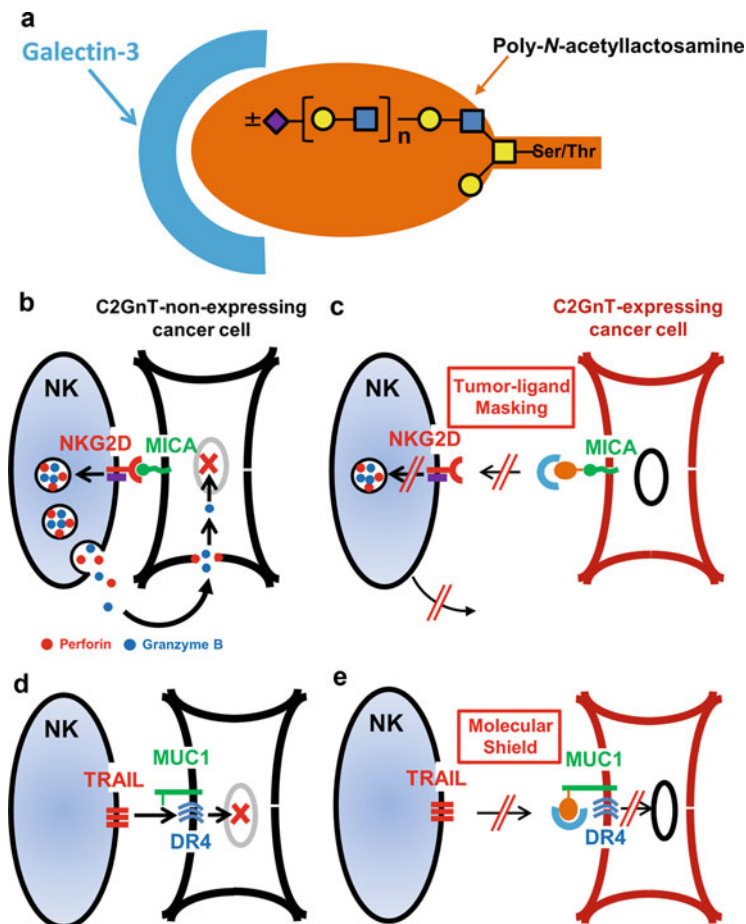 a
Galectin-3
Poly-N-acetyllactosamine
±
n
Ser/Thr
b
C2GnT-non-expressing
cancer cell
NK
NKG2D
MICA
Perforin
Granzyme B
c
C2GnT-expressing
cancer cell
NK
Tumor-ligand
Masking
NKG2D
MICA
d
NK
MUC1
TRAIL
DR4
e
NK
Molecular
Shield
MUC1
TRAIL
DR4